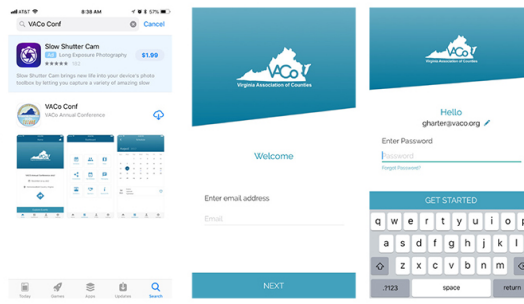 AT&T
8:38 AM
57%
VACo Conf
Cancel
Slow Shutter Cam
Ad Long Exposure Photography
$1.99
Slow Shutter Cam brings new life into your device's photo
toolbox by letting you capture a variety of amazing slow
VACo Conf
VACo Annual Conference
Today
Games
Apps
Updates
Search
VACo
Virginia Association of Counties
Welcome
Enter email address
Email
NEXT
VACo
Virginia Association of Counties
Hello
gharter@vaco.org
Enter Password
Password
Forgot Password?
GET STARTED
q w e r t y u i o p
a s d f g h j k l
z x c v b n m
.?123 space return